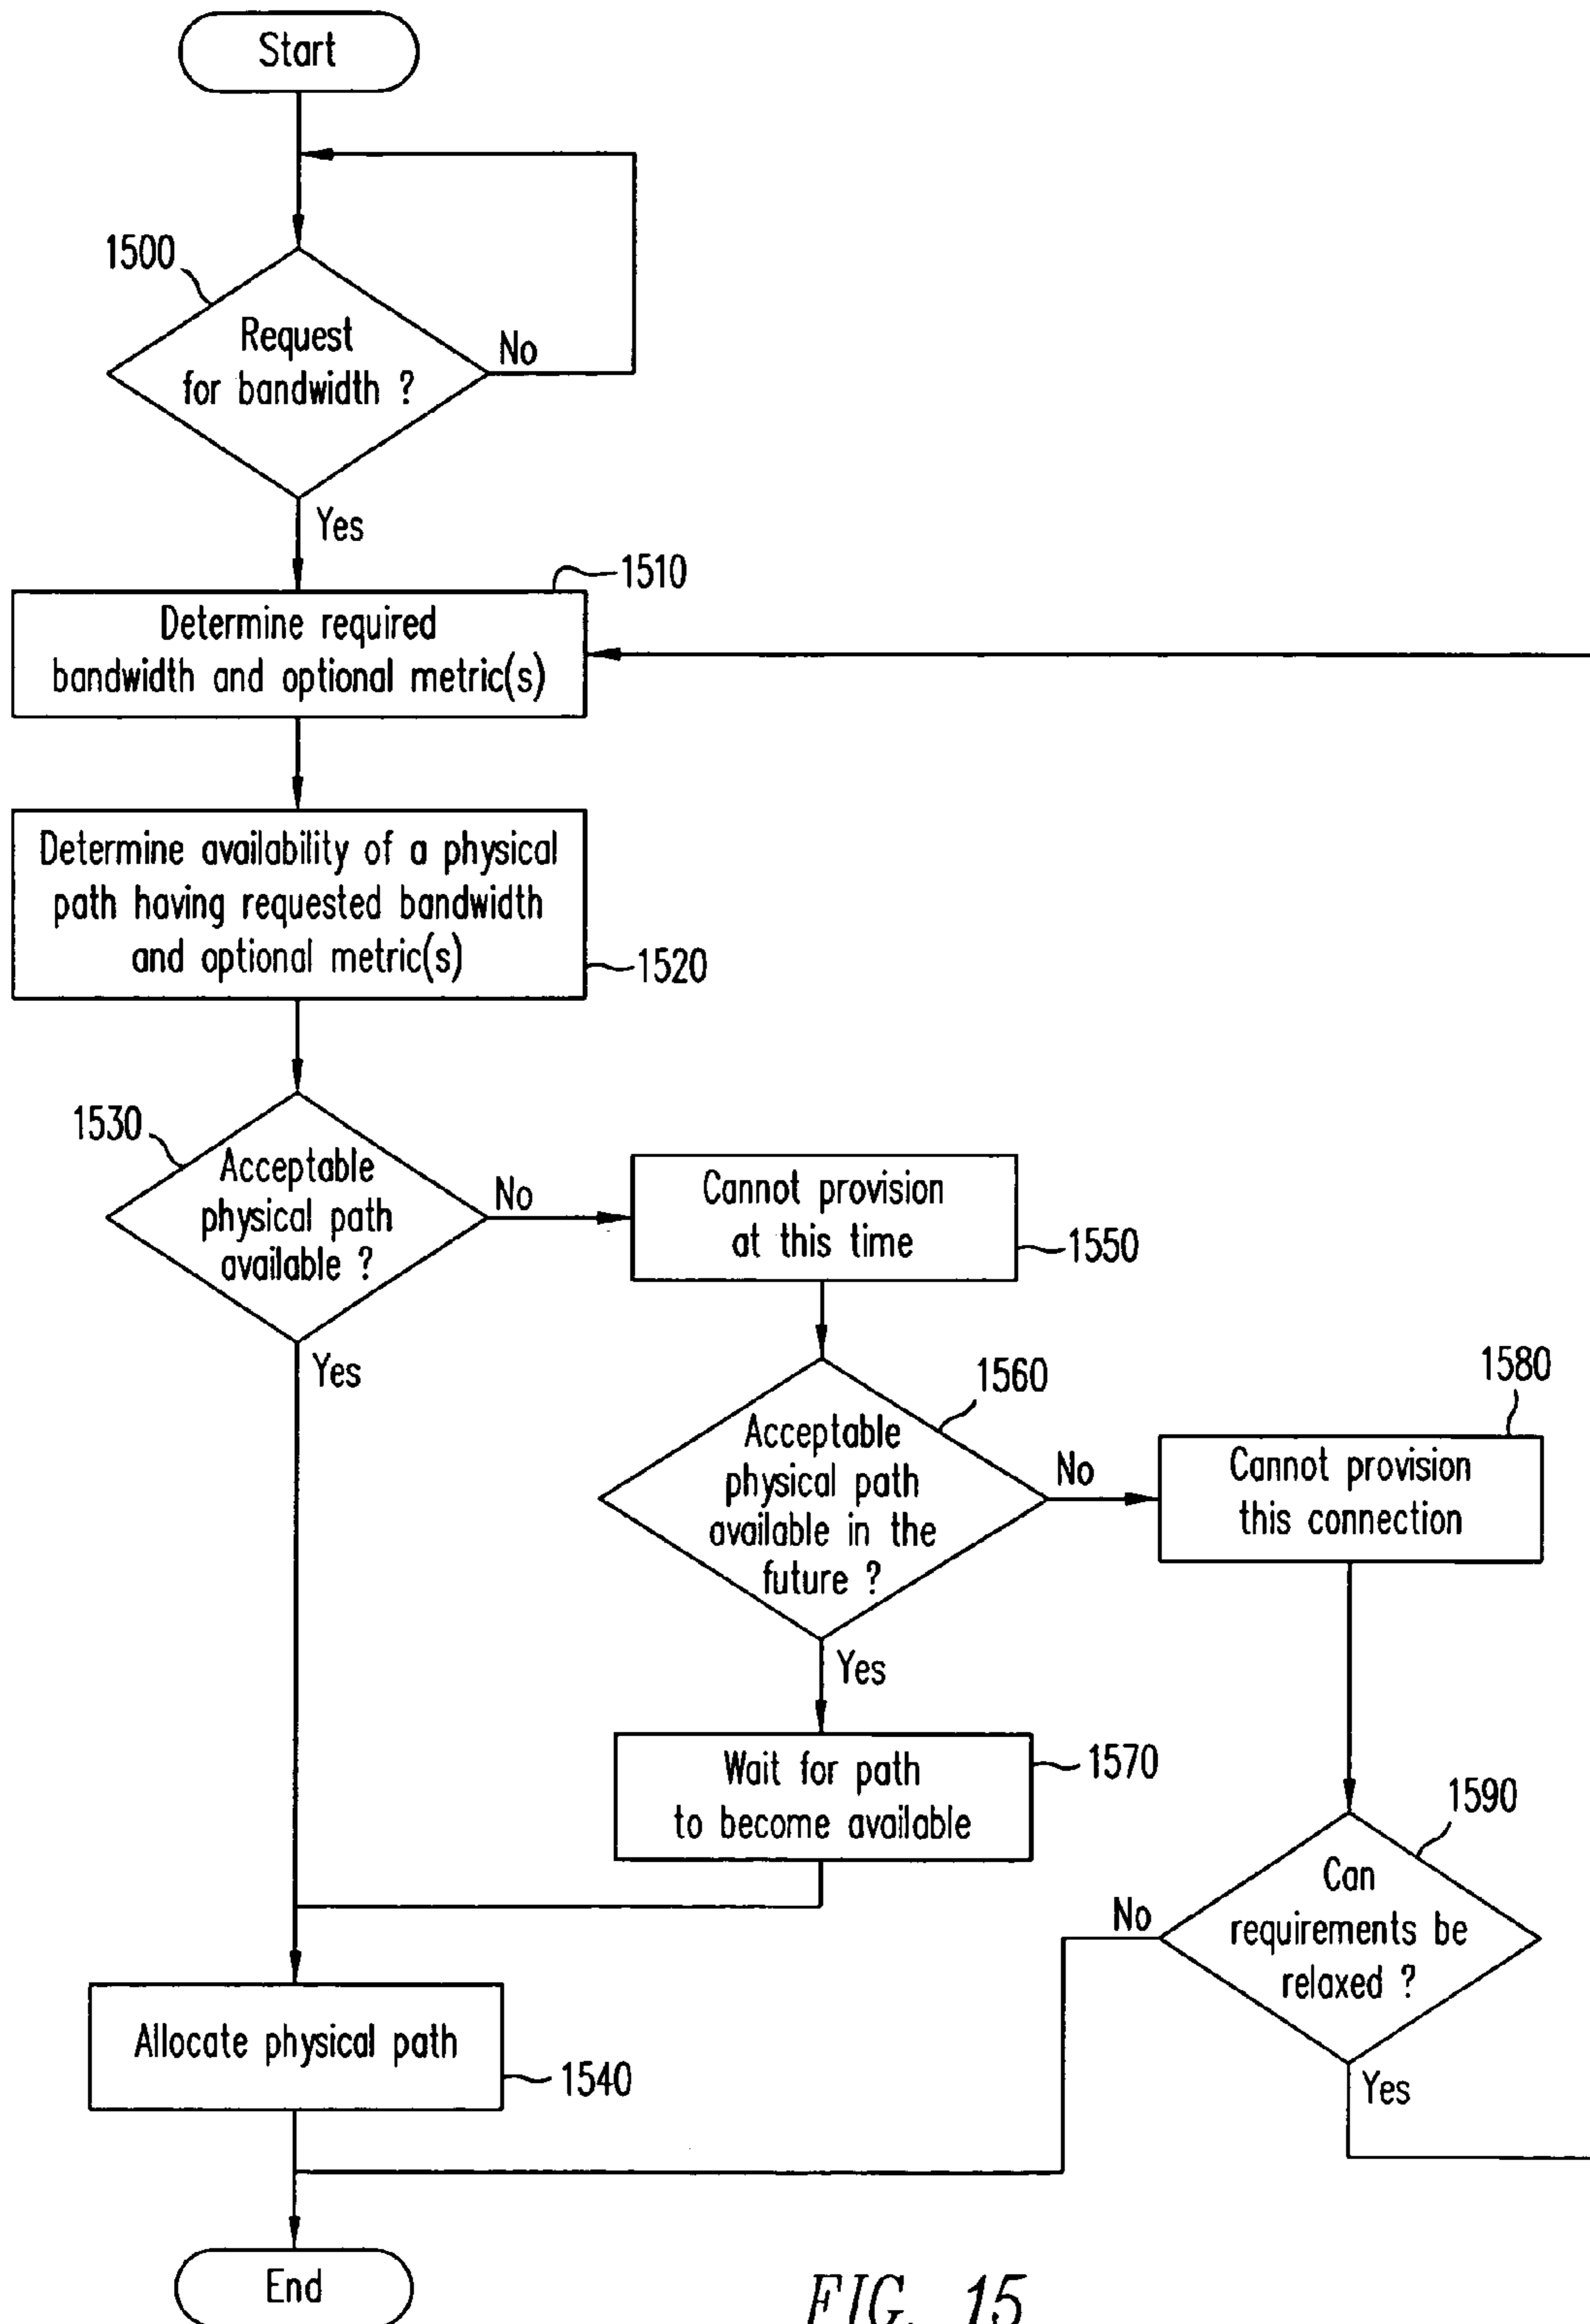 Start
1500
Request
for bandwidth ?
No
Yes
1510
Determine required
bandwidth and optional metric(s)
Determine availability of a physical
path having requested bandwidth
and optional metric(s)
1520
1530
Acceptable
physical path
available ?
No
Yes
Cannot provision
at this time
1550
1560
Acceptable
physical path
available in the
future ?
No
Yes
1580
Cannot provision
this connection
Wait for path
to become available
1570
1590
Can
requirements be
relaxed ?
No
Yes
Allocate physical path
1540
End
FIG. 15